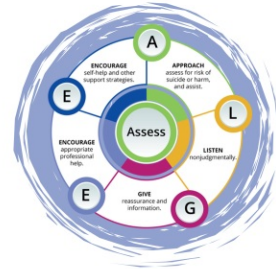 A
APPROACH
assess for risk of
suicide or harm,
and assist.
L
LISTEN
nonjudgmentally.
G
GIVE
reassurance and
information.
E
ENCOURAGE
appropriate
professional
help.
E
ENCOURAGE
self-help and other
support strategies.
Assess